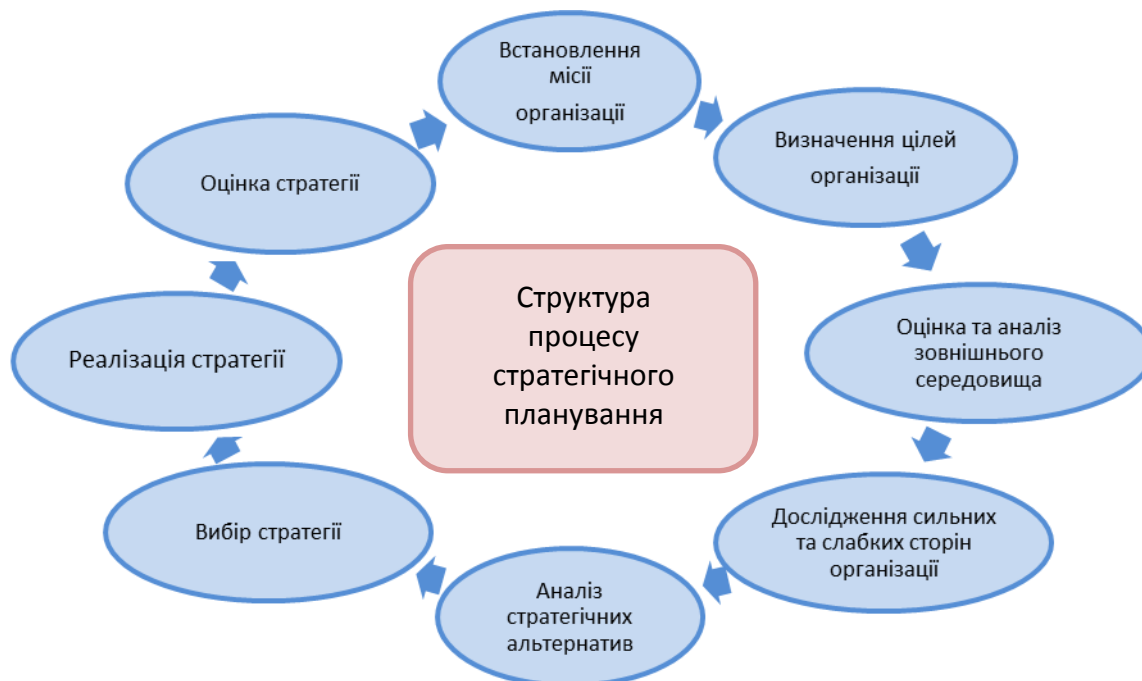 Встановлення
місії
організації
Визначення цілей
організації
Оцінка та аналіз
зовнішнього
середовища
Дослідження сильних
та слабких сторін
організації
Аналіз
стратегічних
альтернатив
Вибір стратегії
Реалізація стратегії
Оцінка стратегії
Структура
процесу
стратегічного
планування